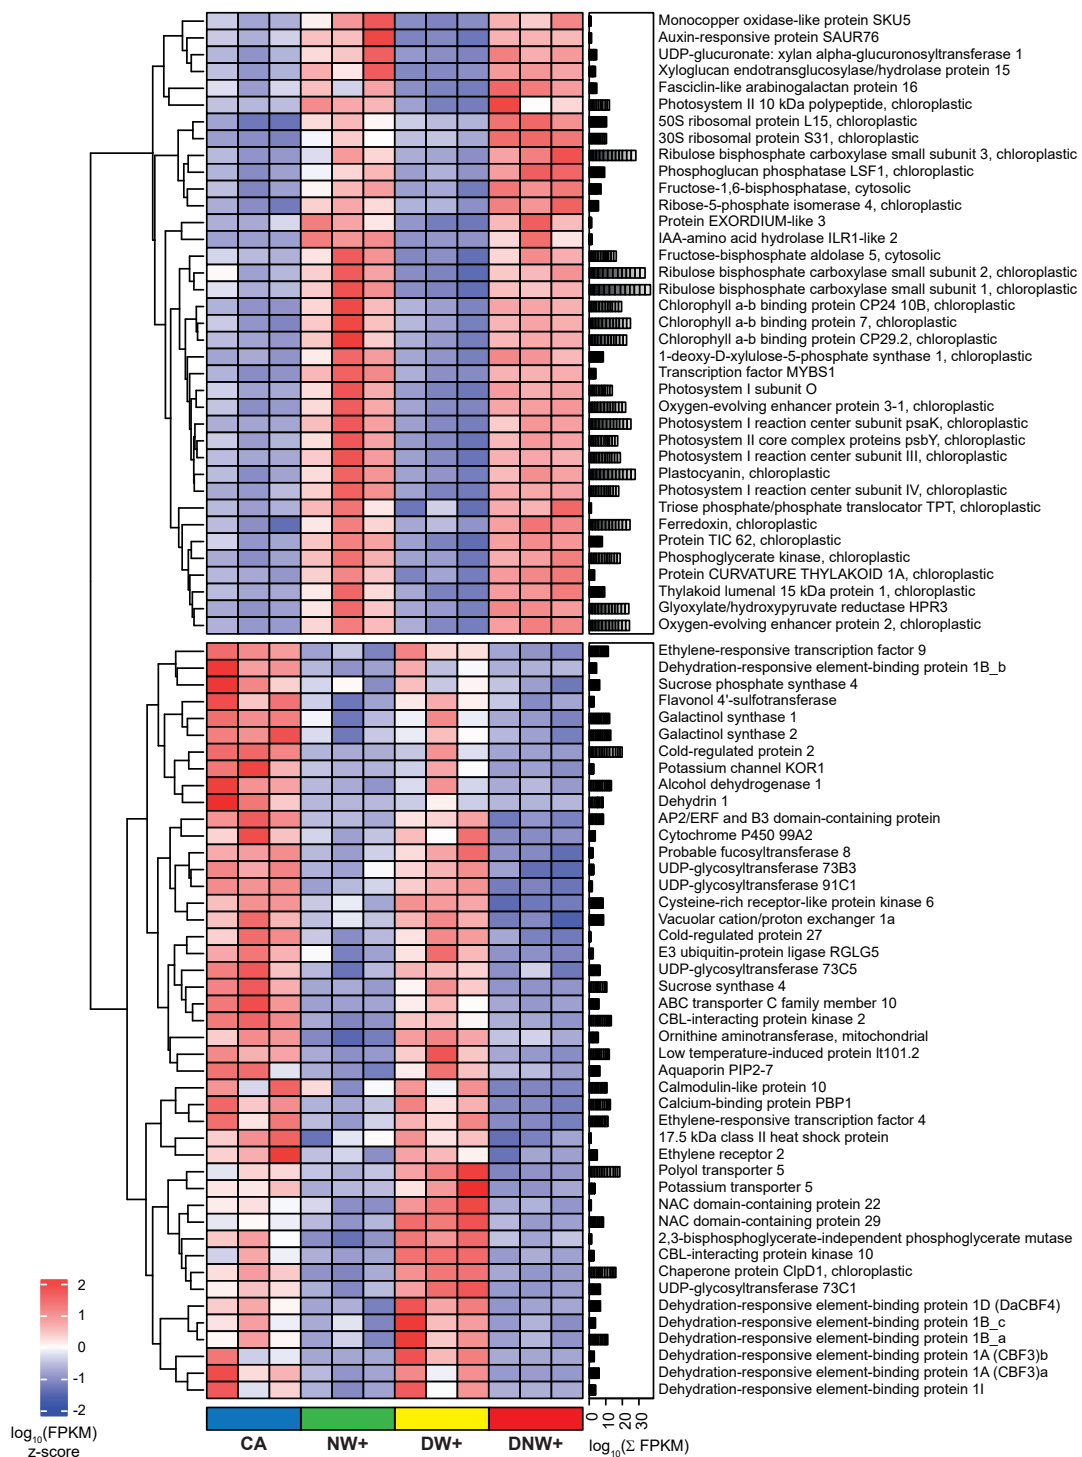 Monocopper oxidase-like protein SKU5
Auxin-responsive protein SAUR76
UDP-glucuronate: xylan alpha-glucuronosyltransferase 1
Xyloglucan endotransglucosylase/hydrolase protein 15
Fasciclin-like arabinogalactan protein 16
Photosystem II 10 kDa polypeptide, chloroplastic
50S ribosomal protein L15, chloroplastic
30S ribosomal protein S31, chloroplastic
Ribulose bisphosphate carboxylase small subunit 3, chloroplastic
Phosphoglucan phosphatase LSF1, chloroplastic
Fructose-1,6-bisphosphatase, cytosolic
Ribose-5-phosphate isomerase 4, chloroplastic
Protein EXORDIUM-like 3
IAA-amino acid hydrolase ILR1-like 2
Fructose-bisphosphate aldolase 5, cytosolic
Ribulose bisphosphate carboxylase small subunit 2, chloroplastic
Ribulose bisphosphate carboxylase small subunit 1, chloroplastic
Chlorophyll a-b binding protein CP24 10B, chloroplastic
Chlorophyll a-b binding protein 7, chloroplastic
Chlorophyll a-b binding protein CP29.2, chloroplastic
1-deoxy-D-xylulose-5-phosphate synthase 1, chloroplastic
Transcription factor MYBS1
Photosystem I subunit O
Oxygen-evolving enhancer protein 3-1, chloroplastic
Photosystem I reaction center subunit psaK, chloroplastic
Photosystem II core complex proteins psbY, chloroplastic
Photosystem I reaction center subunit III, chloroplastic
Plastocyanin, chloroplastic
Photosystem I reaction center subunit IV, chloroplastic
Triose phosphate/phosphate translocator TPT, chloroplastic
Ferredoxin, chloroplastic
Protein TIC 62, chloroplastic
Phosphoglycerate kinase, chloroplastic
Protein CURVATURE THYLAKOID 1A, chloroplastic
Thylakoid lumenal 15 kDa protein 1, chloroplastic
Glyoxylate/hydroxypyruvate reductase HPR3
Oxygen-evolving enhancer protein 2, chloroplastic
Ethylene-responsive transcription factor 9
Dehydration-responsive element-binding protein 1B_b
Sucrose phosphate synthase 4
Flavonol 4'-sulfotransferase
Galactinol synthase 1
Galactinol synthase 2
Cold-regulated protein 2
Potassium channel KOR1
Alcohol dehydrogenase 1
Dehydrin 1
AP2/ERF and B3 domain-containing protein
Cytochrome P450 99A2
Probable fucosyltransferase 8
UDP-glycosyltransferase 73B3
UDP-glycosyltransferase 91C1
Cysteine-rich receptor-like protein kinase 6
Vacuolar cation/proton exchanger 1a
Cold-regulated protein 27
E3 ubiquitin-protein ligase RGLG5
UDP-glycosyltransferase 73C5
Sucrose synthase 4
ABC transporter C family member 10
CBL-interacting protein kinase 2
Ornithine aminotransferase, mitochondrial
Low temperature-induced protein lt101.2
Aquaporin PIP2-7
Calmodulin-like protein 10
Calcium-binding protein PBP1
Ethylene-responsive transcription factor 4
17.5 kDa class II heat shock protein
Ethylene receptor 2
Polyol transporter 5
Potassium transporter 5
NAC domain-containing protein 22
NAC domain-containing protein 29
2,3-bisphosphoglycerate-independent phosphoglycerate mutase
CBL-interacting protein kinase 10
Chaperone protein ClpD1, chloroplastic
UDP-glycosyltransferase 73C1
Dehydration-responsive element-binding protein 1D (DaCBF4)
Dehydration-responsive element-binding protein 1B_c
Dehydration-responsive element-binding protein 1B_a
Dehydration-responsive element-binding protein 1A (CBF3)b
Dehydration-responsive element-binding protein 1A (CBF3)a
Dehydration-responsive element-binding protein 1I
2
1
0
-1
-2
log10(FPKM)
z-score
CA NW+ DW+ DNW+
0 10 20 30
log10(Σ FPKM)